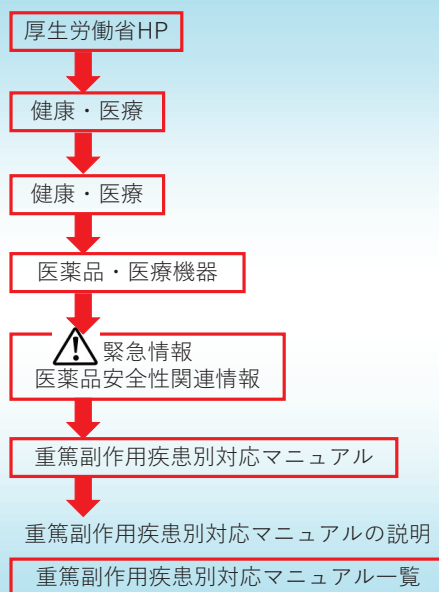 厚生労働省HP
健康・医療
健康・医療
医薬品・医療機器
緊急情報
医薬品安全性関連情報
重篤副作用疾患別対応マニュアル
重篤副作用疾患別対応マニュアルの説明
重篤副作用疾患別対応マニュアル一覧